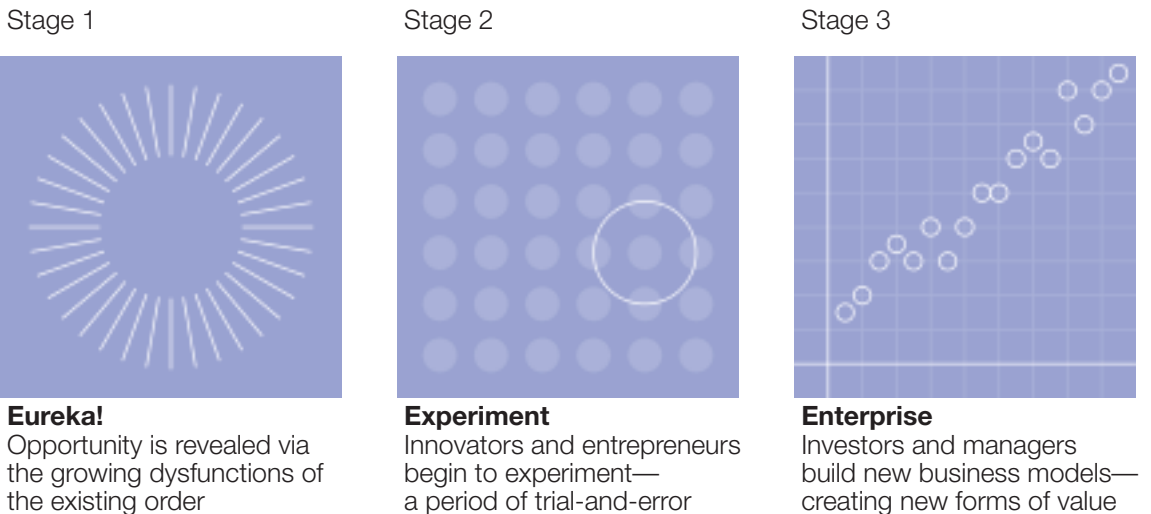 Stage 1
Eureka!
Opportunity is revealed via
the growing dysfunctions of
the existing order
Stage 2
Experiment
Innovators and entrepreneurs
begin to experiment—
a period of trial-and-error
Stage 3
Enterprise
Investors and managers
build new business models—
creating new forms of value